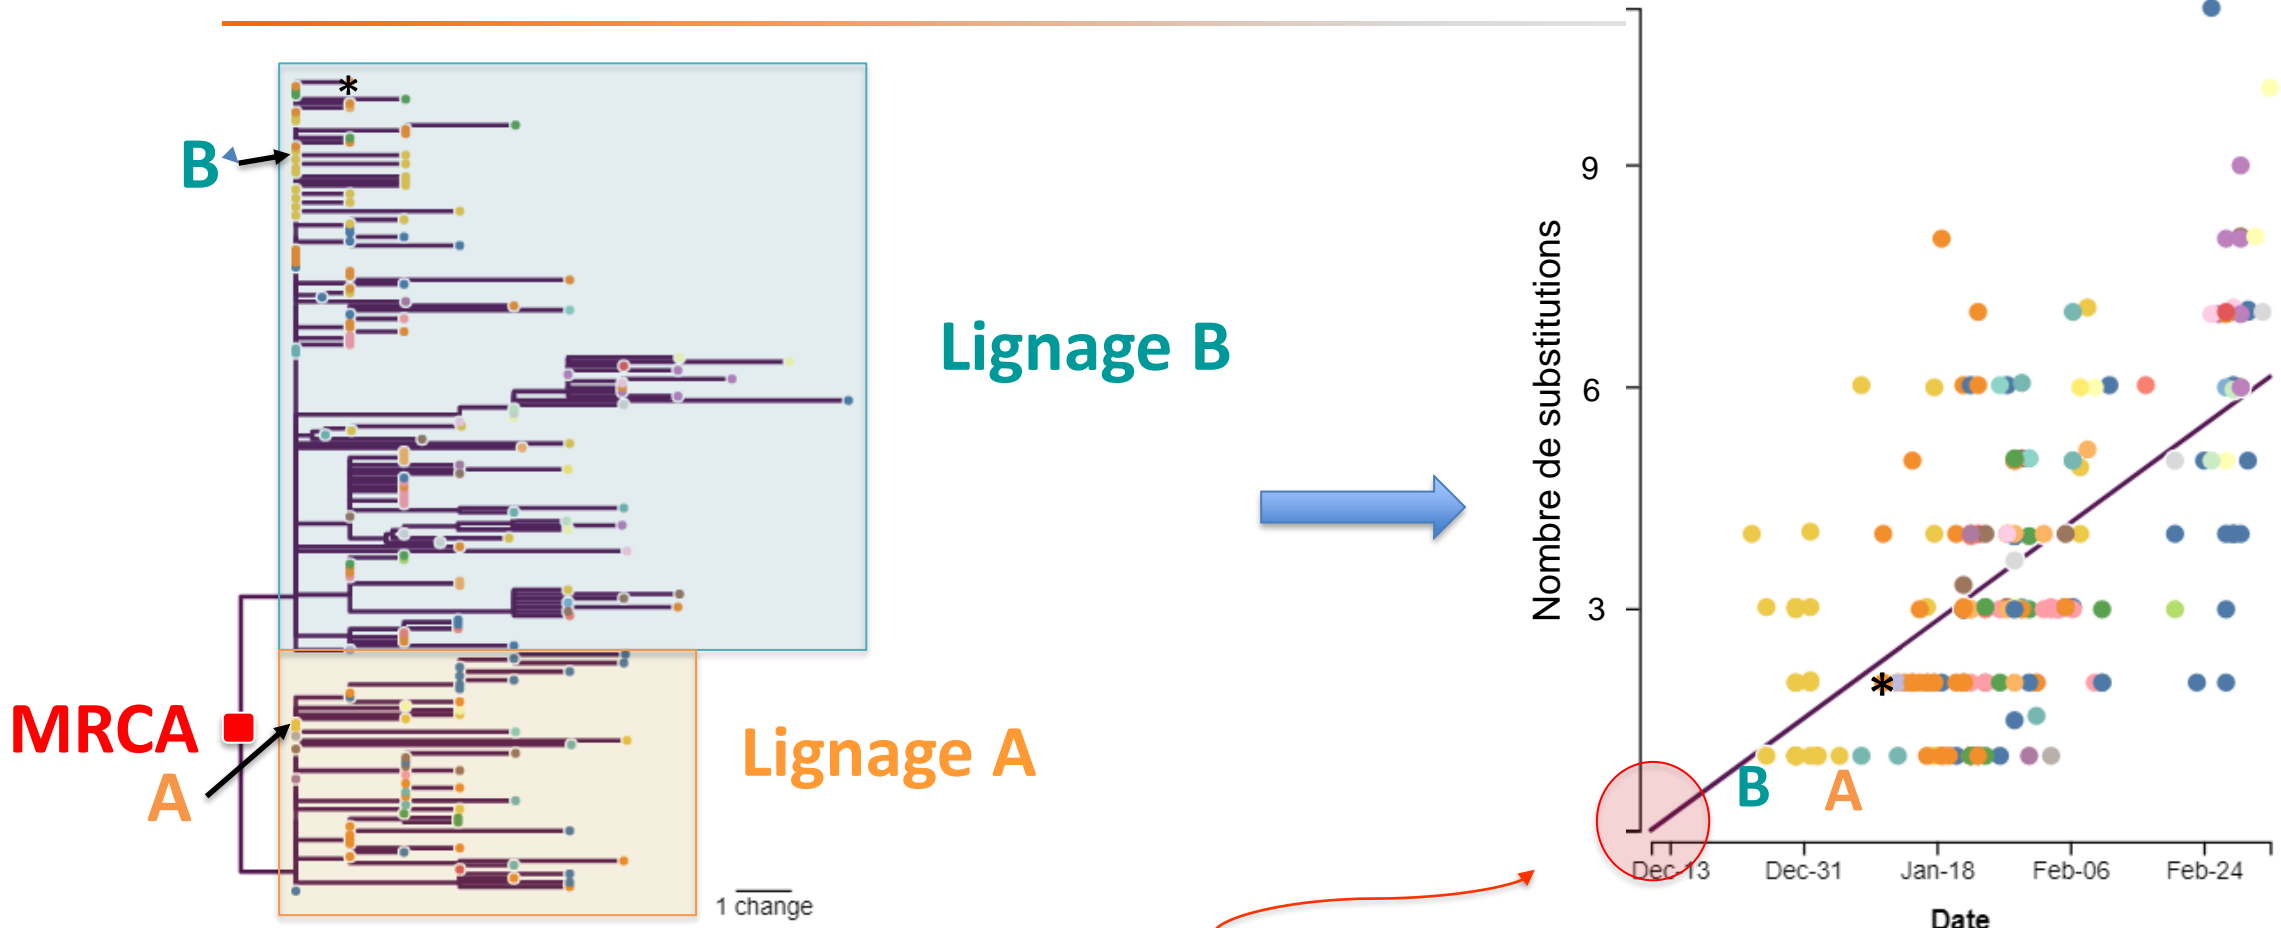 *
B
Lignage B
MRCA
A
Lignage A
1 change
Nombre de substitutions
9
6
3
*
B
A
Dec-13
Dec-31
Jan-18
Feb-06
Feb-24
Date